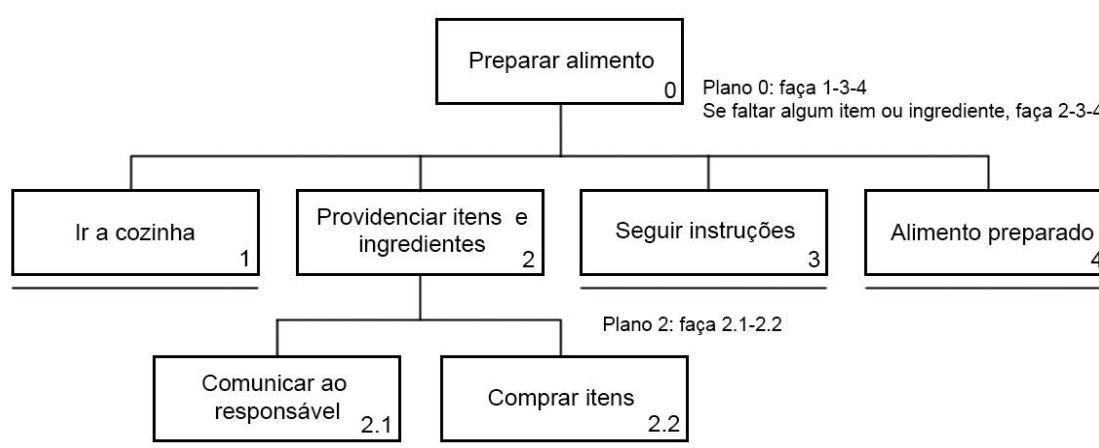 Preparar alimento
0
Plano 0: faça 1-3-4
Se faltar algum item ou ingrediente, faça 2-3-4
Ir a cozinha
1
Providenciar itens e
ingredientes
2
Seguir instruções
3
Alimento preparado
4
Plano 2: faça 2.1-2.2
Comunicar ao
responsável
2.1
Comprar itens
2.2